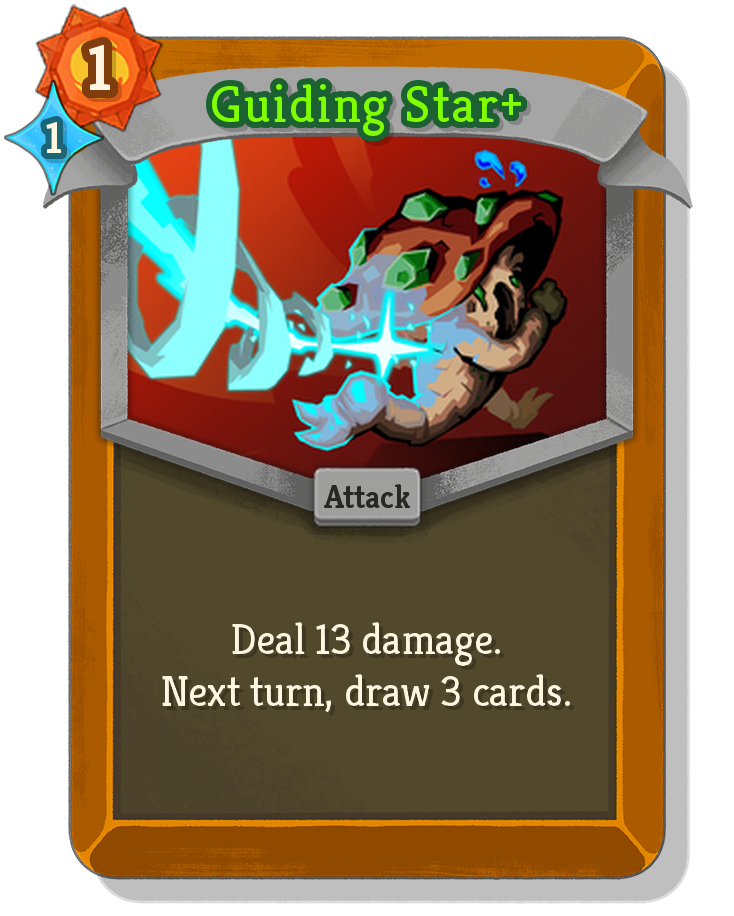 1
Guiding Star+
1
Attack
Deal 13 damage.
Next turn, draw 3 cards.